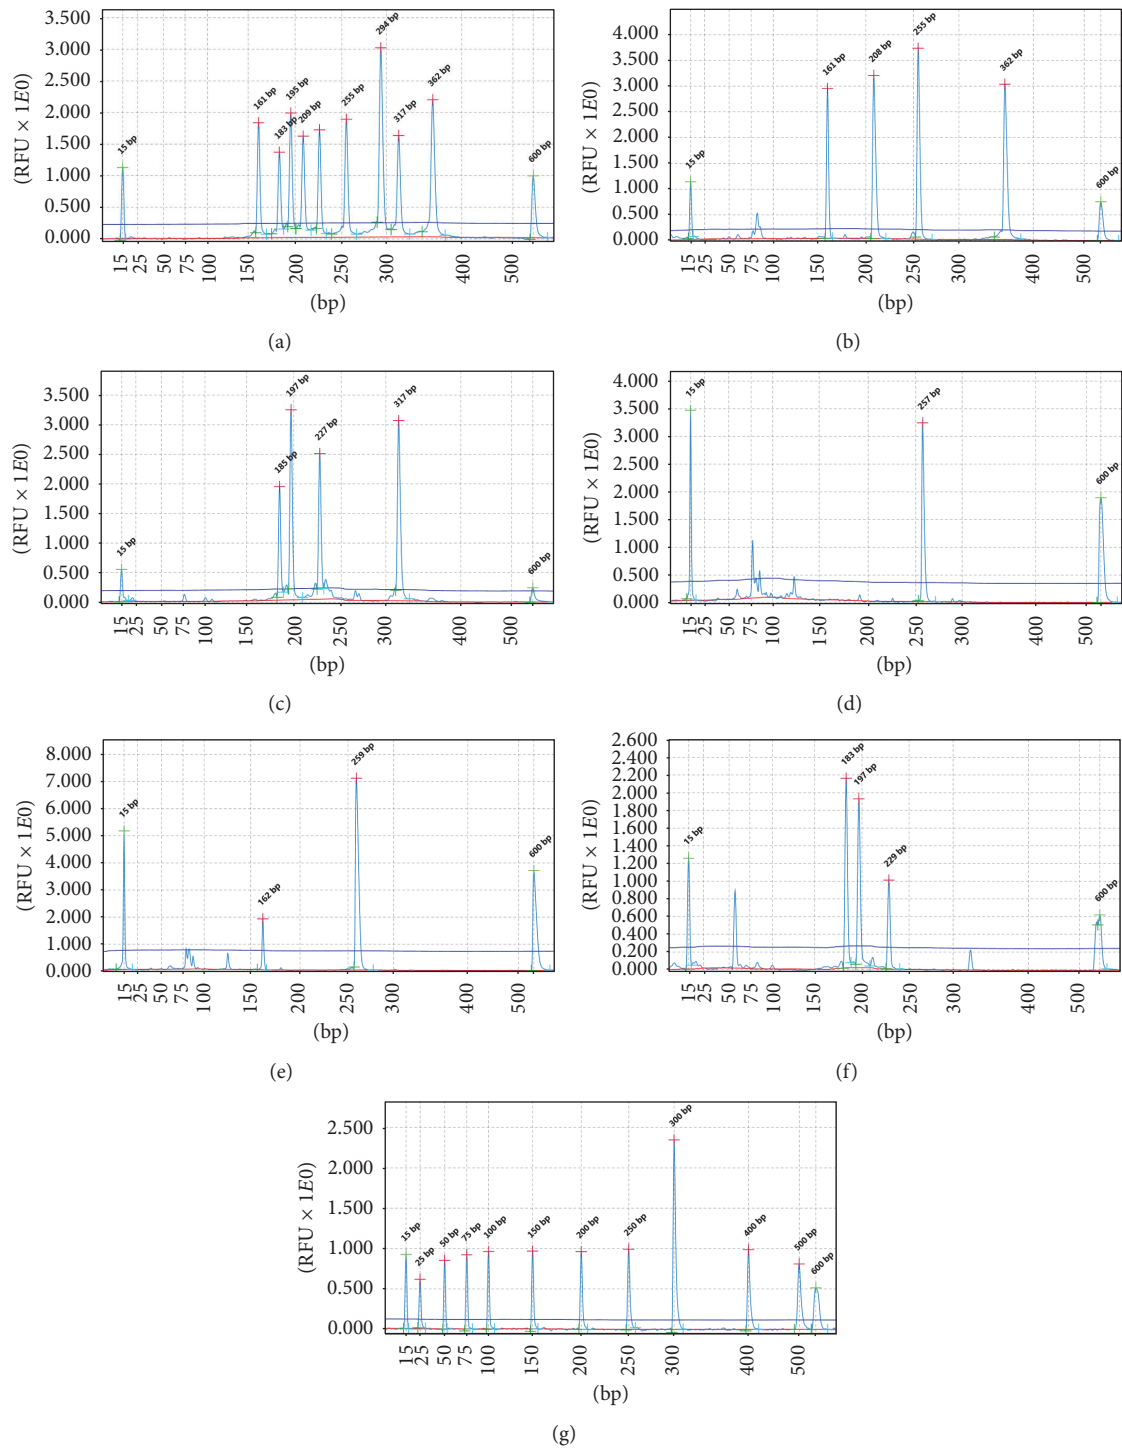 3.500
3.000
2.500
2.000
1.500
1.000
0.500
0.000
(RFU × 1E0)
15 bp
161 bp
183 bp
195 bp
209 bp
255 bp
294 bp
317 bp
362 bp
600 bp
15
25
50
75
100
150
200
250
300
400
500
(bp)
(a)
4.000
3.500
3.000
2.500
2.000
1.500
1.000
0.500
0.000
(RFU × 1E0)
15 bp
161 bp
208 bp
255 bp
362 bp
600 bp
15
25
50
75
100
150
200
250
300
400
500
(bp)
(b)
3.500
3.000
2.500
2.000
1.500
1.000
0.500
0.000
(RFU × 1E0)
15 bp
185 bp
197 bp
227 bp
317 bp
600 bp
15
25
50
75
100
150
200
250
300
400
500
(bp)
(c)
4.000
3.500
3.000
2.500
2.000
1.500
1.000
0.500
0.000
(RFU × 1E0)
15 bp
257 bp
600 bp
15
25
50
75
100
150
200
250
300
400
500
(bp)
(d)
8.000
7.000
6.000
5.000
4.000
3.000
2.000
1.000
0.000
(RFU × 1E0)
15 bp
162 bp
259 bp
600 bp
15
25
50
75
100
150
200
250
300
400
500
(bp)
(e)
2.600
2.200
2.000
1.800
1.600
1.400
1.200
1.000
0.800
0.600
0.400
0.200
0.000
(RFU × 1E0)
15 bp
183 bp
197 bp
229 bp
600 bp
15
25
50
75
100
150
200
250
300
400
500
(bp)
(f)
2.500
2.000
1.500
1.000
0.500
0.000
(RFU × 1E0)
15 bp
25 bp
50 bp
75 bp
100 bp
150 bp
200 bp
250 bp
300 bp
400 bp
500 bp
600 bp
15
25
50
75
100
150
200
250
300
400
500
(bp)
(g)